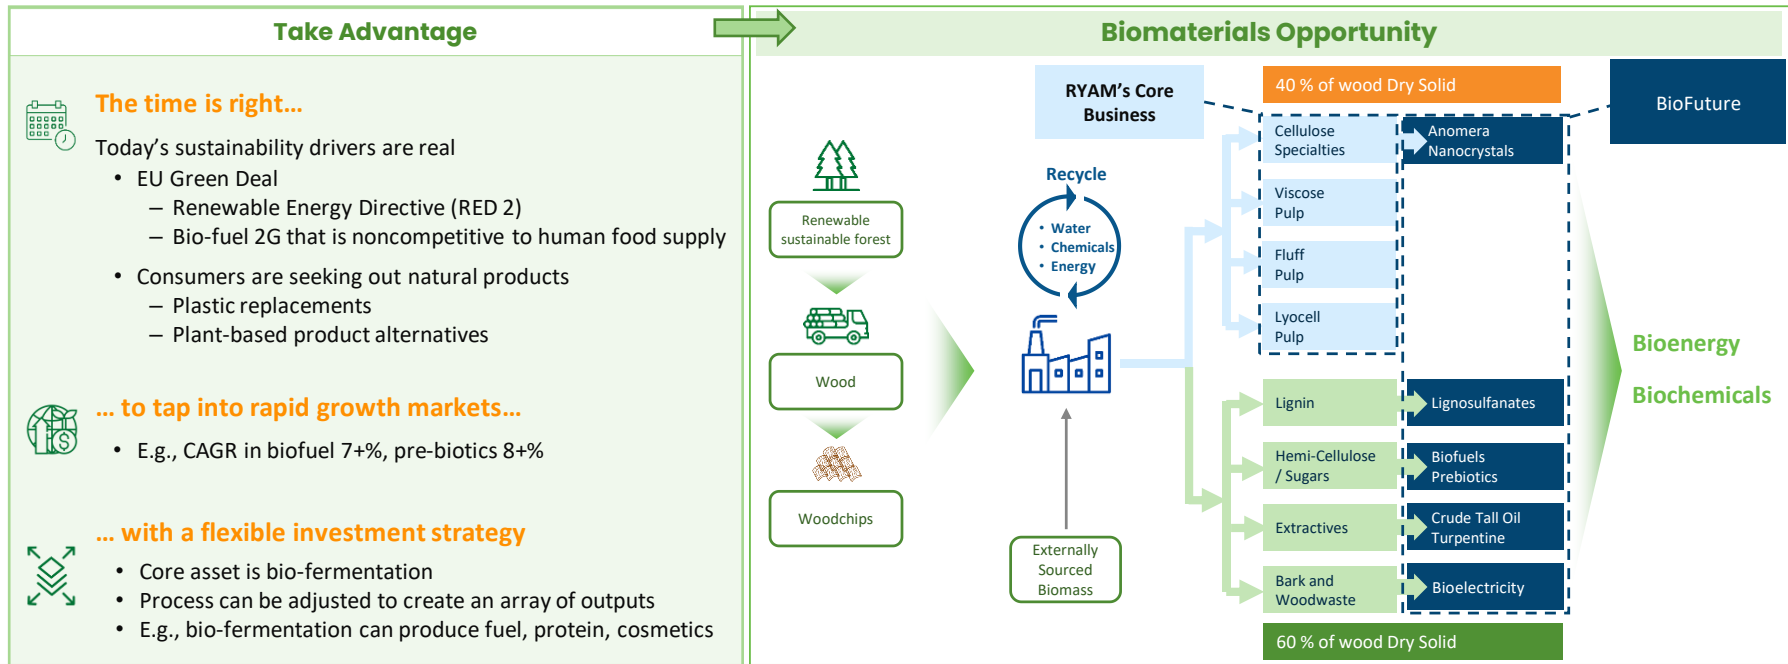 Take Advantage
The time is right...
Today's sustainability drivers are real
• EU Green Deal
– Renewable Energy Directive (RED 2)
– Bio-fuel 2G that is noncompetitive to human food supply
• Consumers are seeking out natural products
– Plastic replacements
– Plant-based product alternatives
... to tap into rapid growth markets...
• E.g., CAGR in biofuel 7+%, pre-biotics 8+%
... with a flexible investment strategy
• Core asset is bio-fermentation
• Process can be adjusted to create an array of outputs
• E.g., bio-fermentation can produce fuel, protein, cosmetics
Biomaterials Opportunity
Renewable
sustainable forest
Wood
Woodchips
RYAM's Core
Business
Recycle
• Water
• Chemicals
• Energy
Externally
Sourced
Biomass
40 % of wood Dry Solid
Cellulose
Specialties
Viscose
Pulp
Fluff
Pulp
Lyocell
Pulp
Lignin
Hemi-Cellulose
/ Sugars
Extractives
Bark and
Woodwaste
60 % of wood Dry Solid
BioFuture
Anomera
Nanocrystals
Lignosulfanates
Biofuels
Prebiotics
Crude Tall Oil
Turpentine
Bioelectricity
Bioenergy
Biochemicals